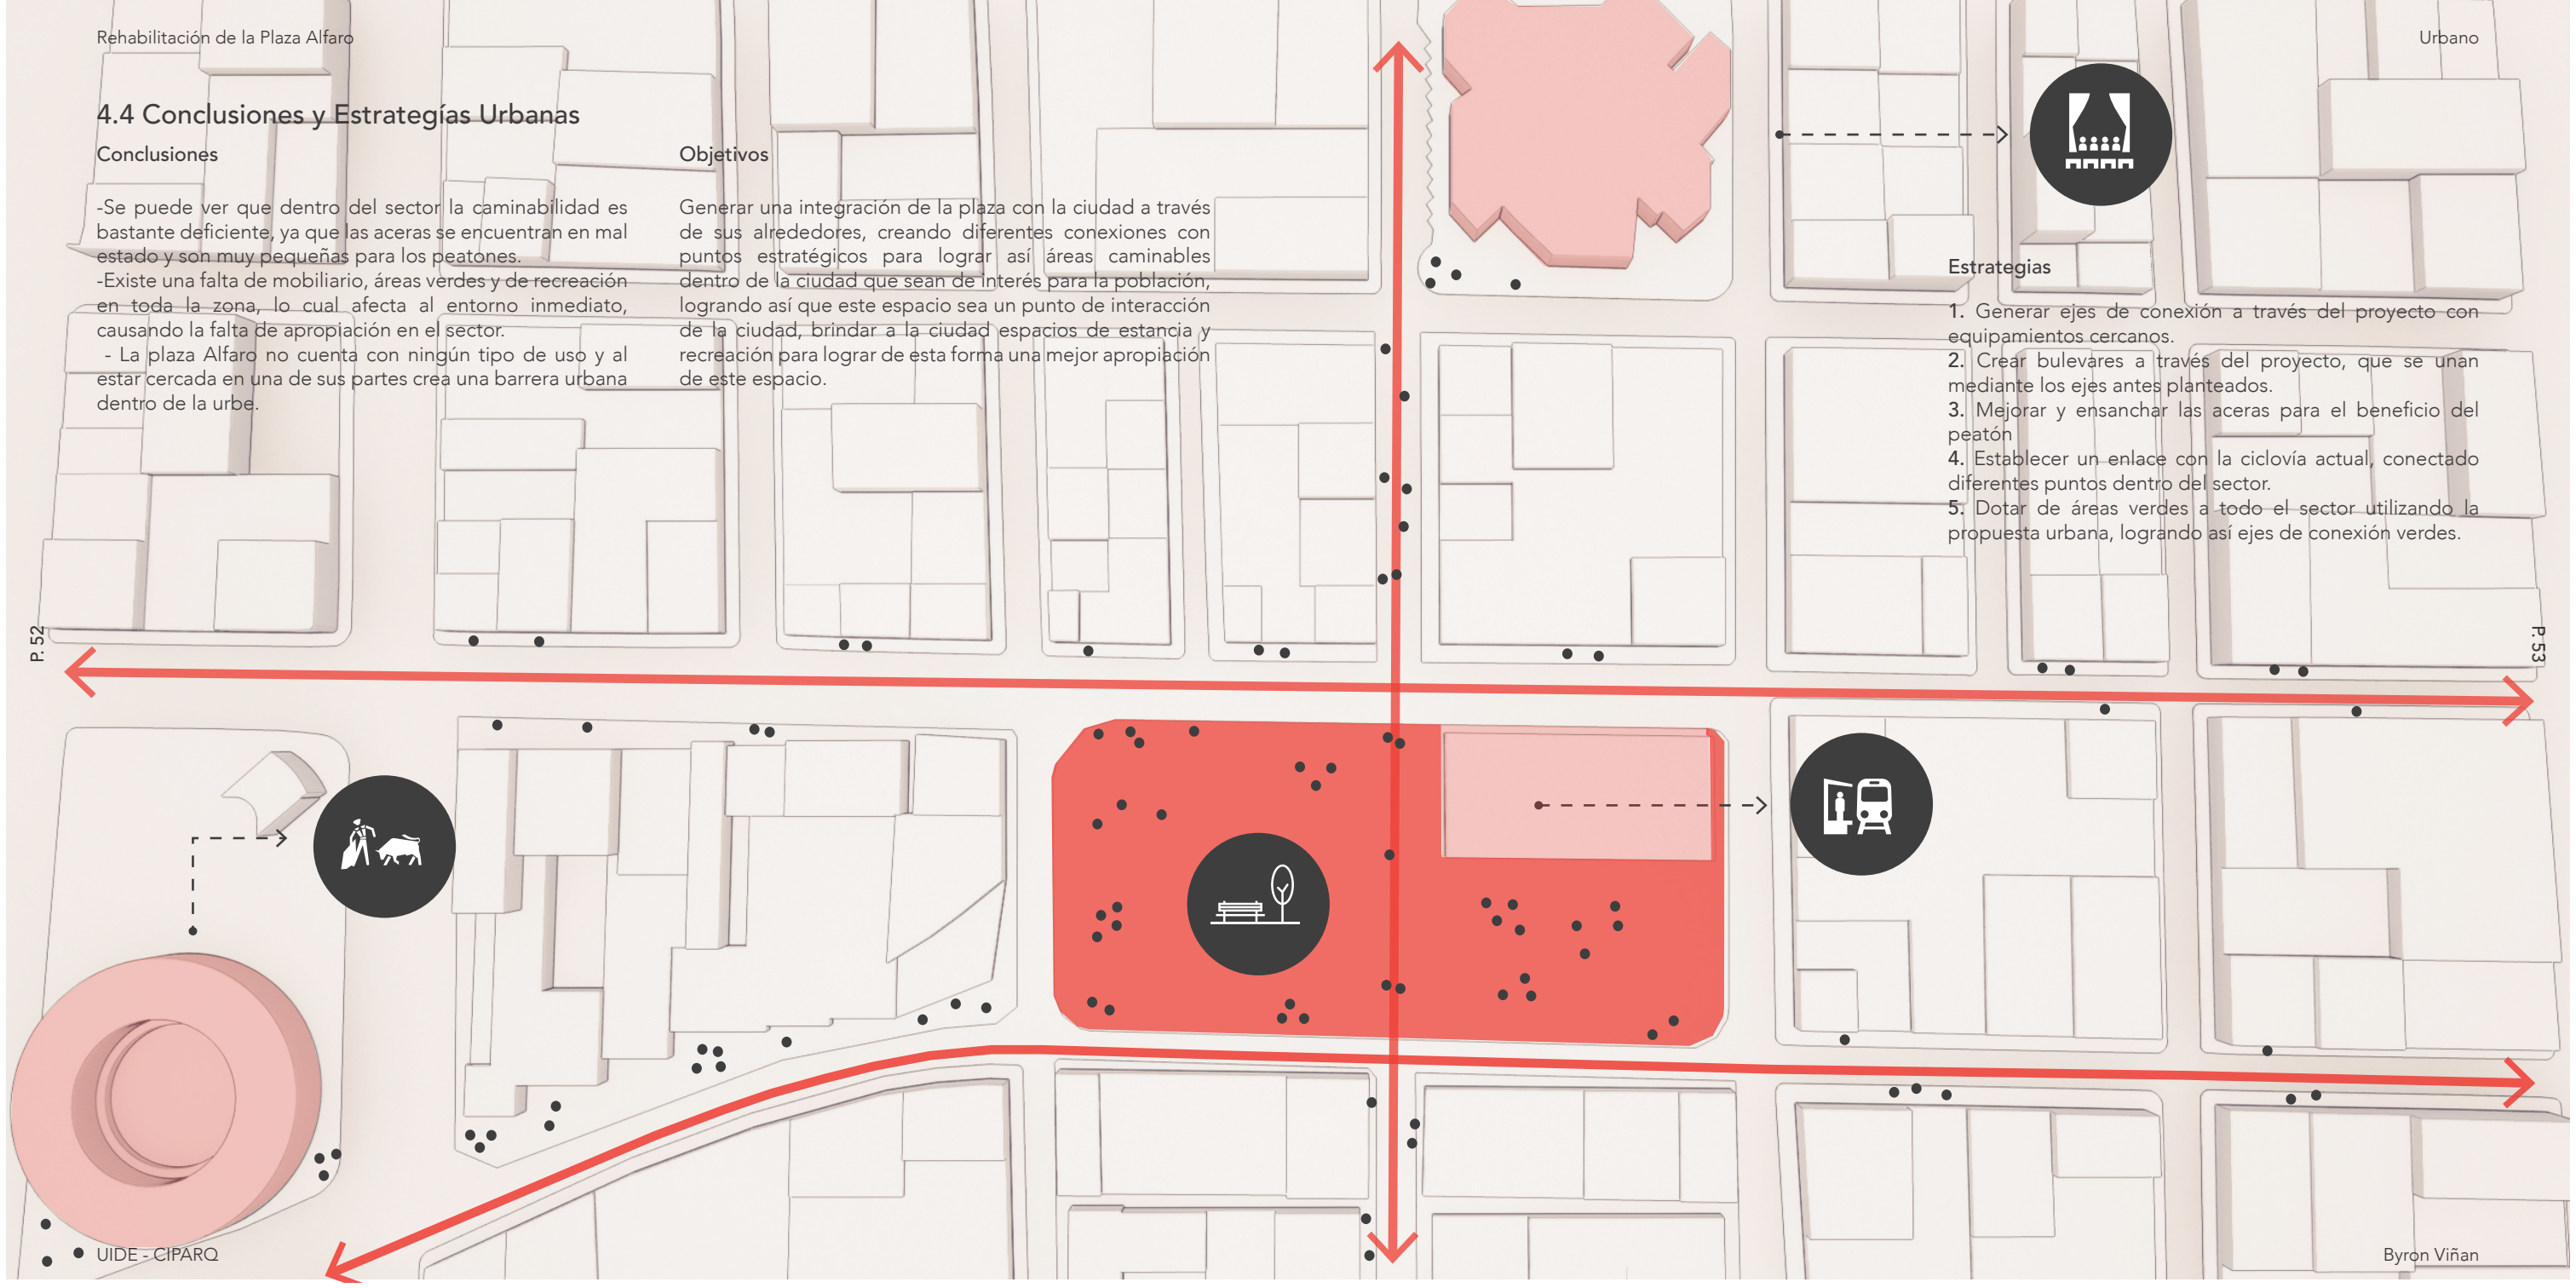 Rehabilitación de la Plaza Alfaro
Urbano
4.4 Conclusiones y Estrategías Urbanas
Conclusiones
-Se puede ver que dentro del sector la caminabilidad es
bastante deficiente, ya que las aceras se encuentran en mal
estado y son muy pequeñas para los peatones.
-Existe una falta de mobiliario, áreas verdes y de recreación
en toda la zona, lo cual afecta al entorno inmediato,
causando la falta de apropiación en el sector.
- La plaza Alfaro no cuenta con ningún tipo de uso y al
estar cercada en una de sus partes crea una barrera urbana
dentro de la urbe.
Objetivos
Generar una integración de la plaza con la ciudad a través
de sus alrededores, creando diferentes conexiones con
puntos estratégicos para lograr así áreas caminables
dentro de la ciudad que sean de interés para la población,
logrando así que este espacio sea un punto de interacción
de la ciudad, brindar a la ciudad espacios de estancia y
recreación para lograr de esta forma una mejor apropiación
de este espacio.
Estrategias
1. Generar ejes de conexión a través del proyecto con
equipamientos cercanos.
2. Crear bulevares a través del proyecto, que se unan
mediante los ejes antes planteados.
3. Mejorar y ensanchar las aceras para el beneficio del
peatón
4. Establecer un enlace con la ciclovía actual, conectado
diferentes puntos dentro del sector.
5. Dotar de áreas verdes a todo el sector utilizando la
propuesta urbana, logrando así ejes de conexión verdes.
P. 52
P. 53
UIDE - CIPARQ
Byron Viñan